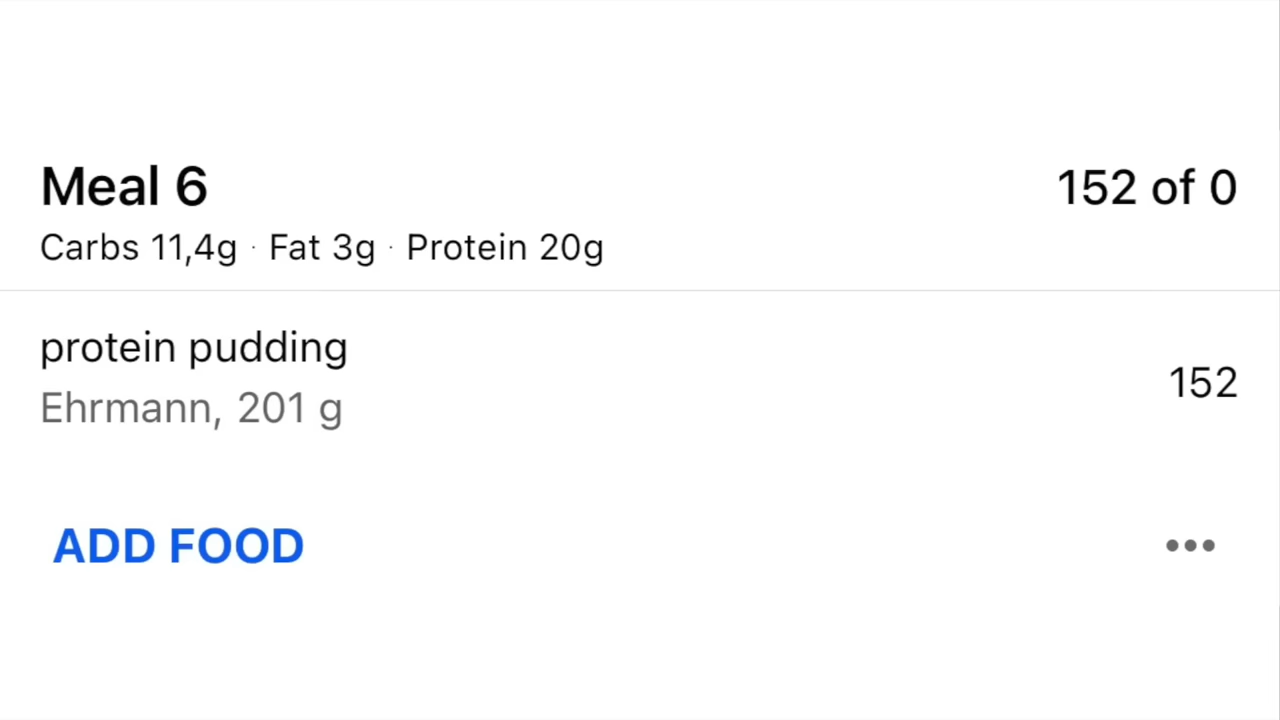 Meal 6
152 of 0
Carbs 11,4g · Fat 3g · Protein 20g
protein pudding
152
Ehrmann, 201 g
ADD FOOD